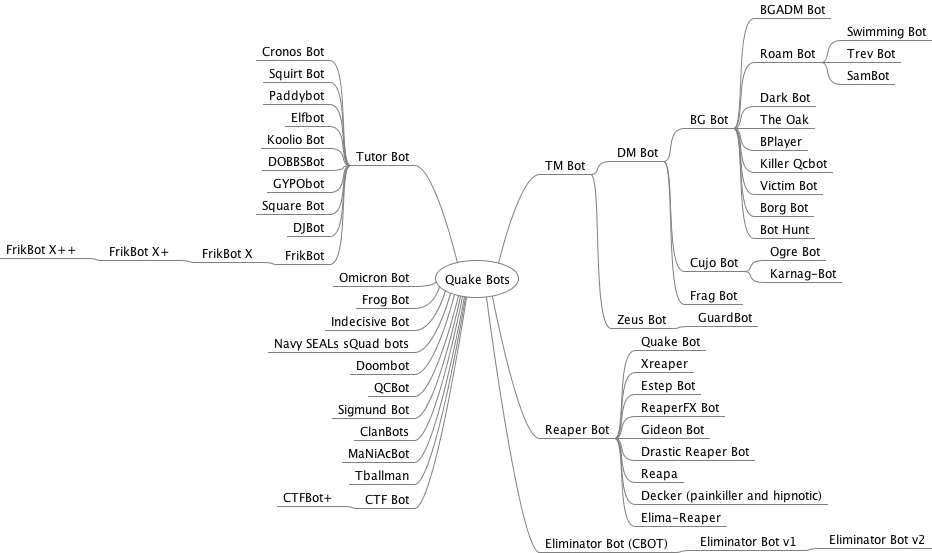 Quake Bots
Tutor Bot
Cronos Bot
Squirt Bot
Paddybot
Elfbot
Koolio Bot
DOBBSBot
GYPObot
Square Bot
DJBot
FrikBot
FrikBot X
FrikBot X+
FrikBot X++
Omicron Bot
Frog Bot
Indecisive Bot
Navy SEALs sQuad bots
Doombot
QCBot
Sigmund Bot
ClanBots
MaNiAcBot
Tballman
CTF Bot
CTFBot+
TM Bot
DM Bot
BG Bot
BGADM Bot
Roam Bot
Swimming Bot
Trev Bot
SamBot
Dark Bot
The Oak
BPlayer
Killer Qcbot
Victim Bot
Borg Bot
Bot Hunt
Cujo Bot
Ogre Bot
Karnag-Bot
Frag Bot
Zeus Bot
GuardBot
Reaper Bot
Quake Bot
Xreaper
Estep Bot
ReaperFX Bot
Gideon Bot
Drastic Reaper Bot
Reapa
Decker (painkiller and hipnotic)
Elima-Reaper
Eliminator Bot (CBOT)
Eliminator Bot v1
Eliminator Bot v2